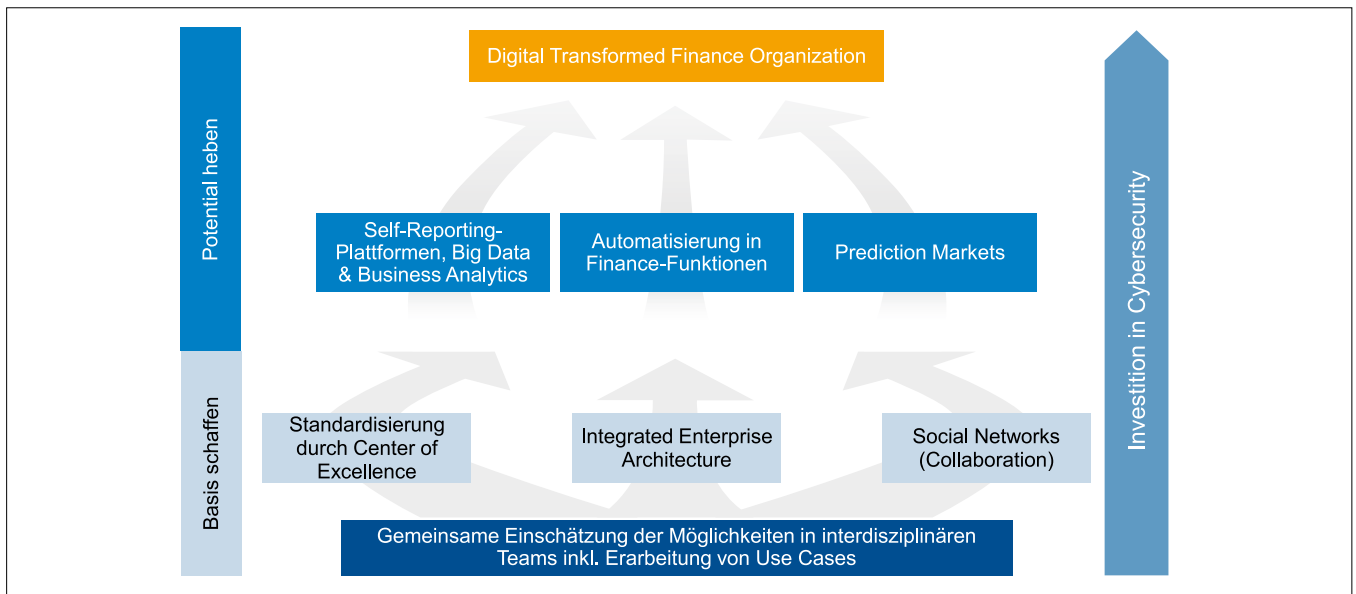 Digital Transformed Finance Organization
Potential heben
Self-Reporting-
Plattformen, Big Data
& Business Analytics
Automatisierung in
Finance-Funktionen
Prediction Markets
Investition in Cybersecurity
Basis schaffen
Standardisierung
durch Center of
Excellence
Integrated Enterprise
Architecture
Social Networks
(Collaboration)
Gemeinsame Einschätzung der Möglichkeiten in interdisziplinären
Teams inkl. Erarbeitung von Use Cases